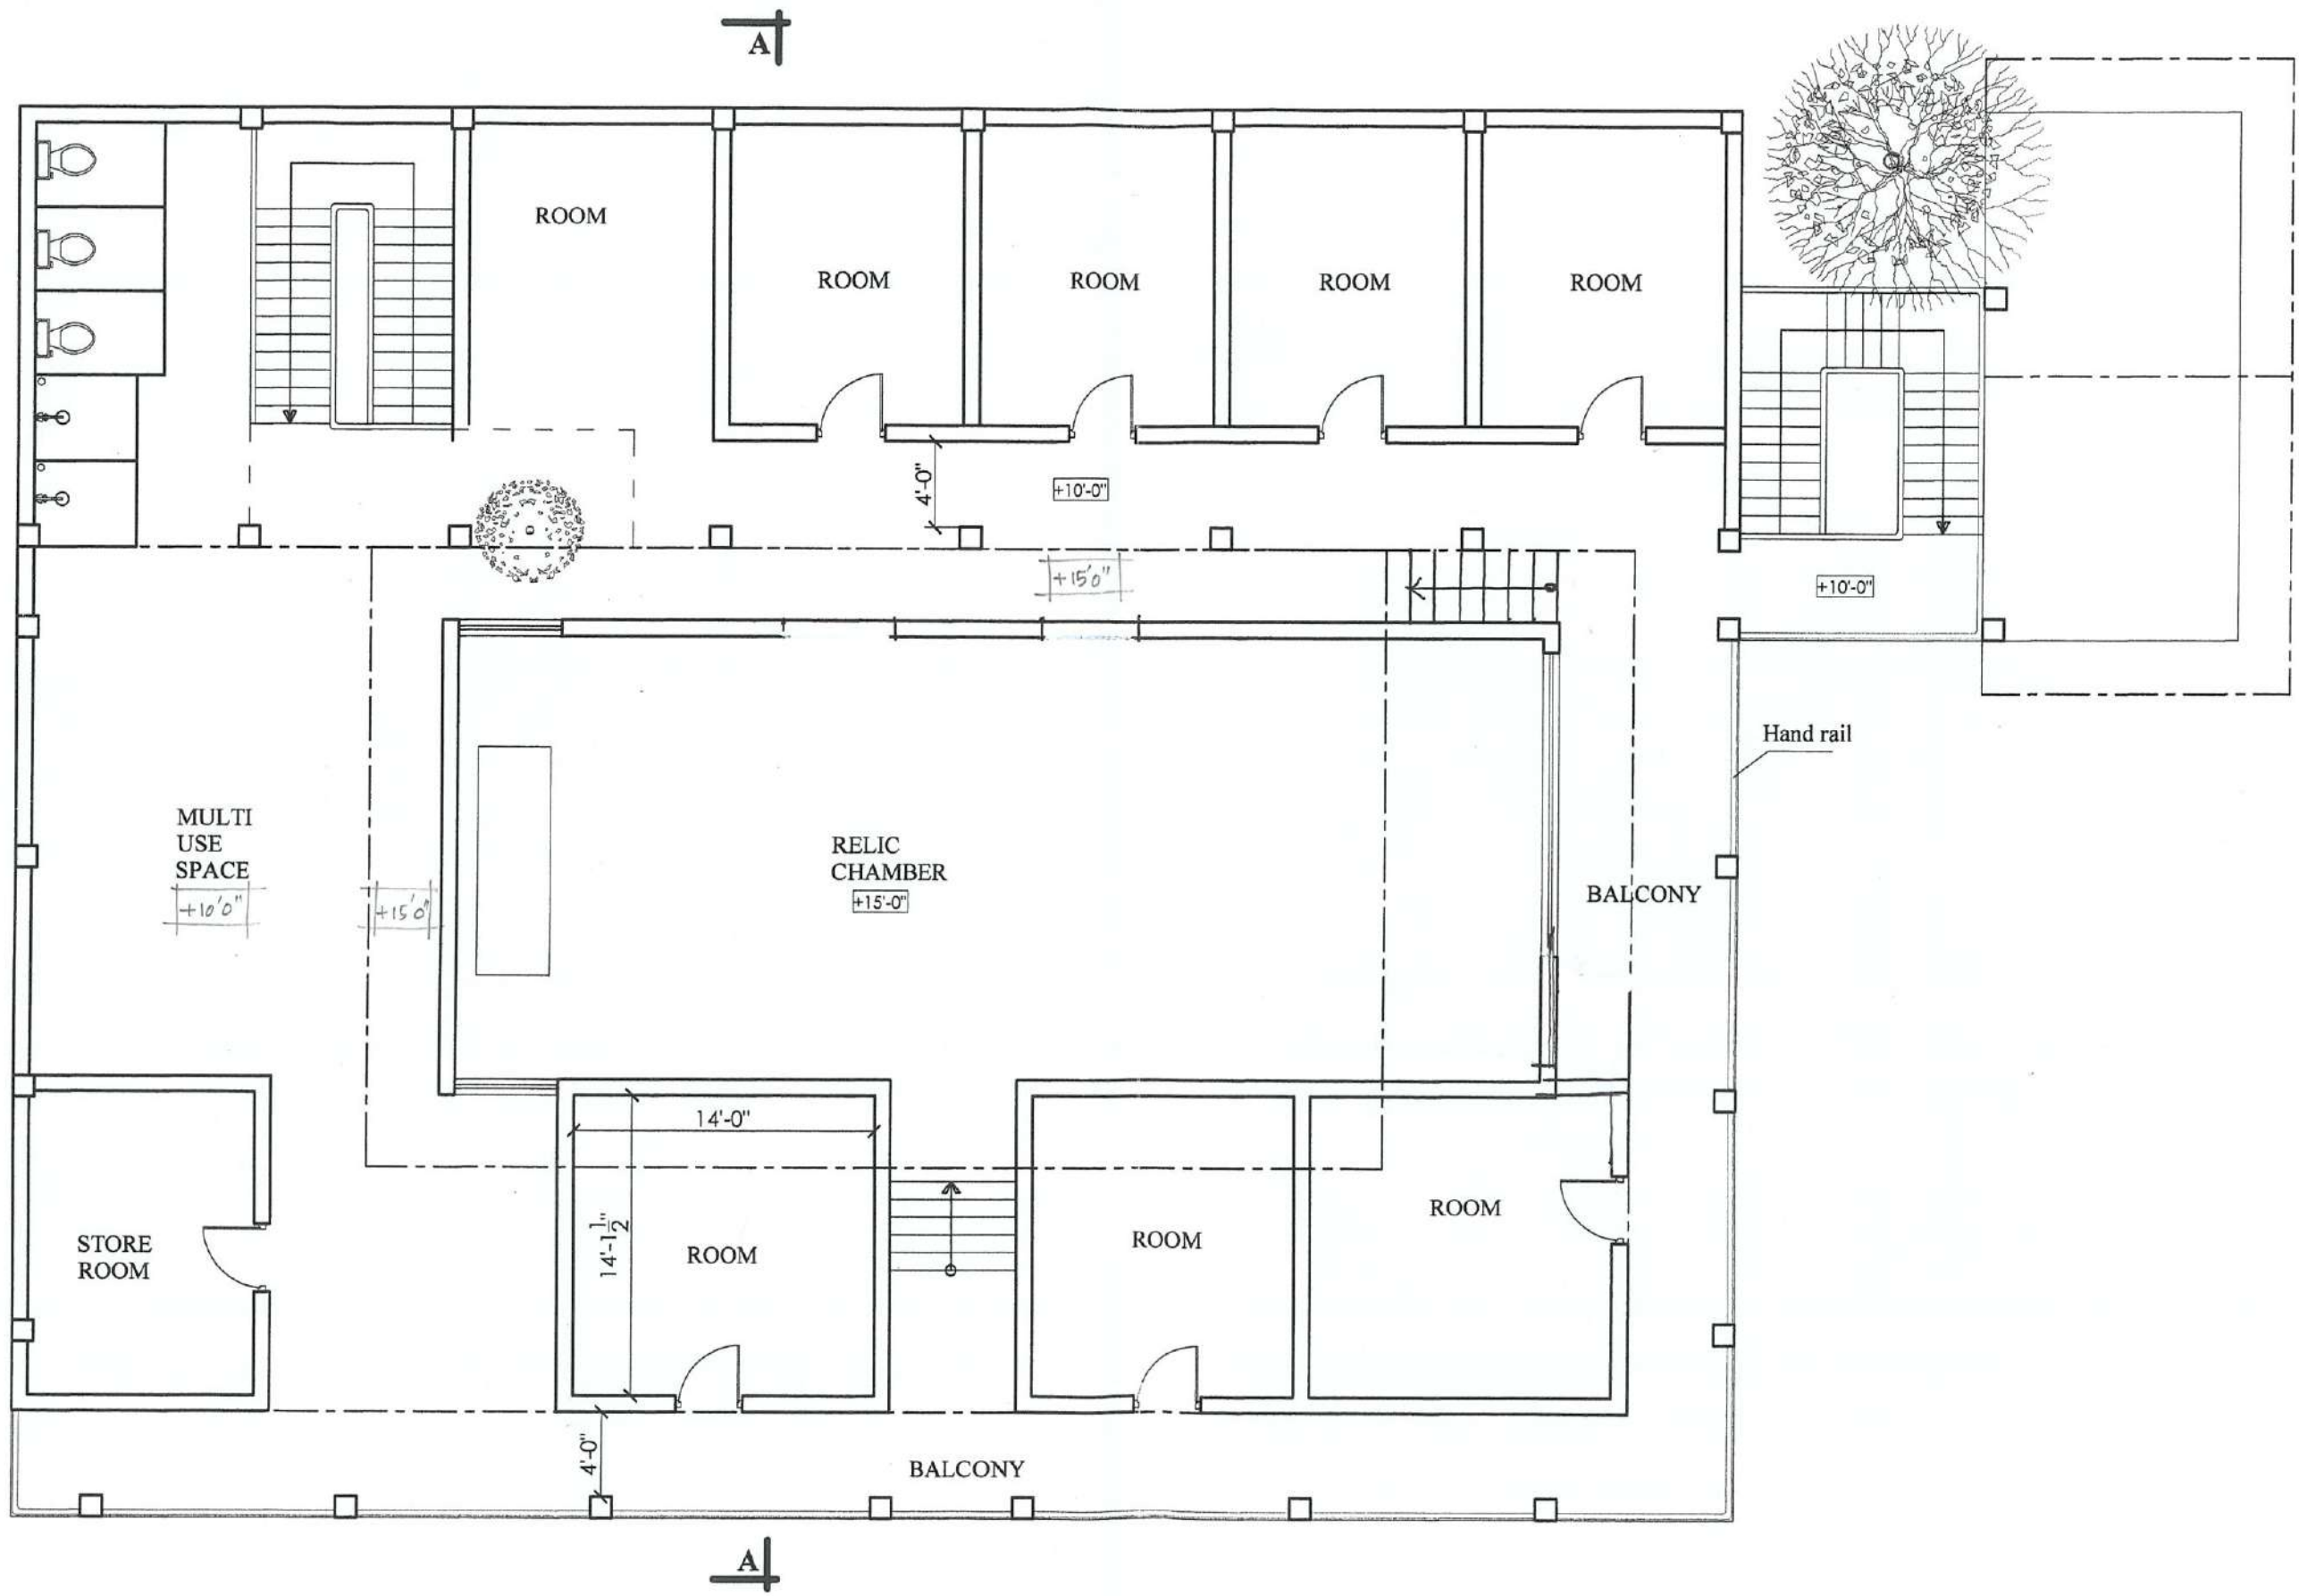 A
ROOM
ROOM
ROOM
ROOM
ROOM
4'-0"
+10'-0"
+15'0"
+10'-0"
Hand rail
MULTI
USE
SPACE
+10'0"
+15'0"
RELIC
CHAMBER
+15'-0"
BALCONY
14'-0"
14'-1 1/2"
STORE
ROOM
ROOM
ROOM
ROOM
4'-0"
BALCONY
A